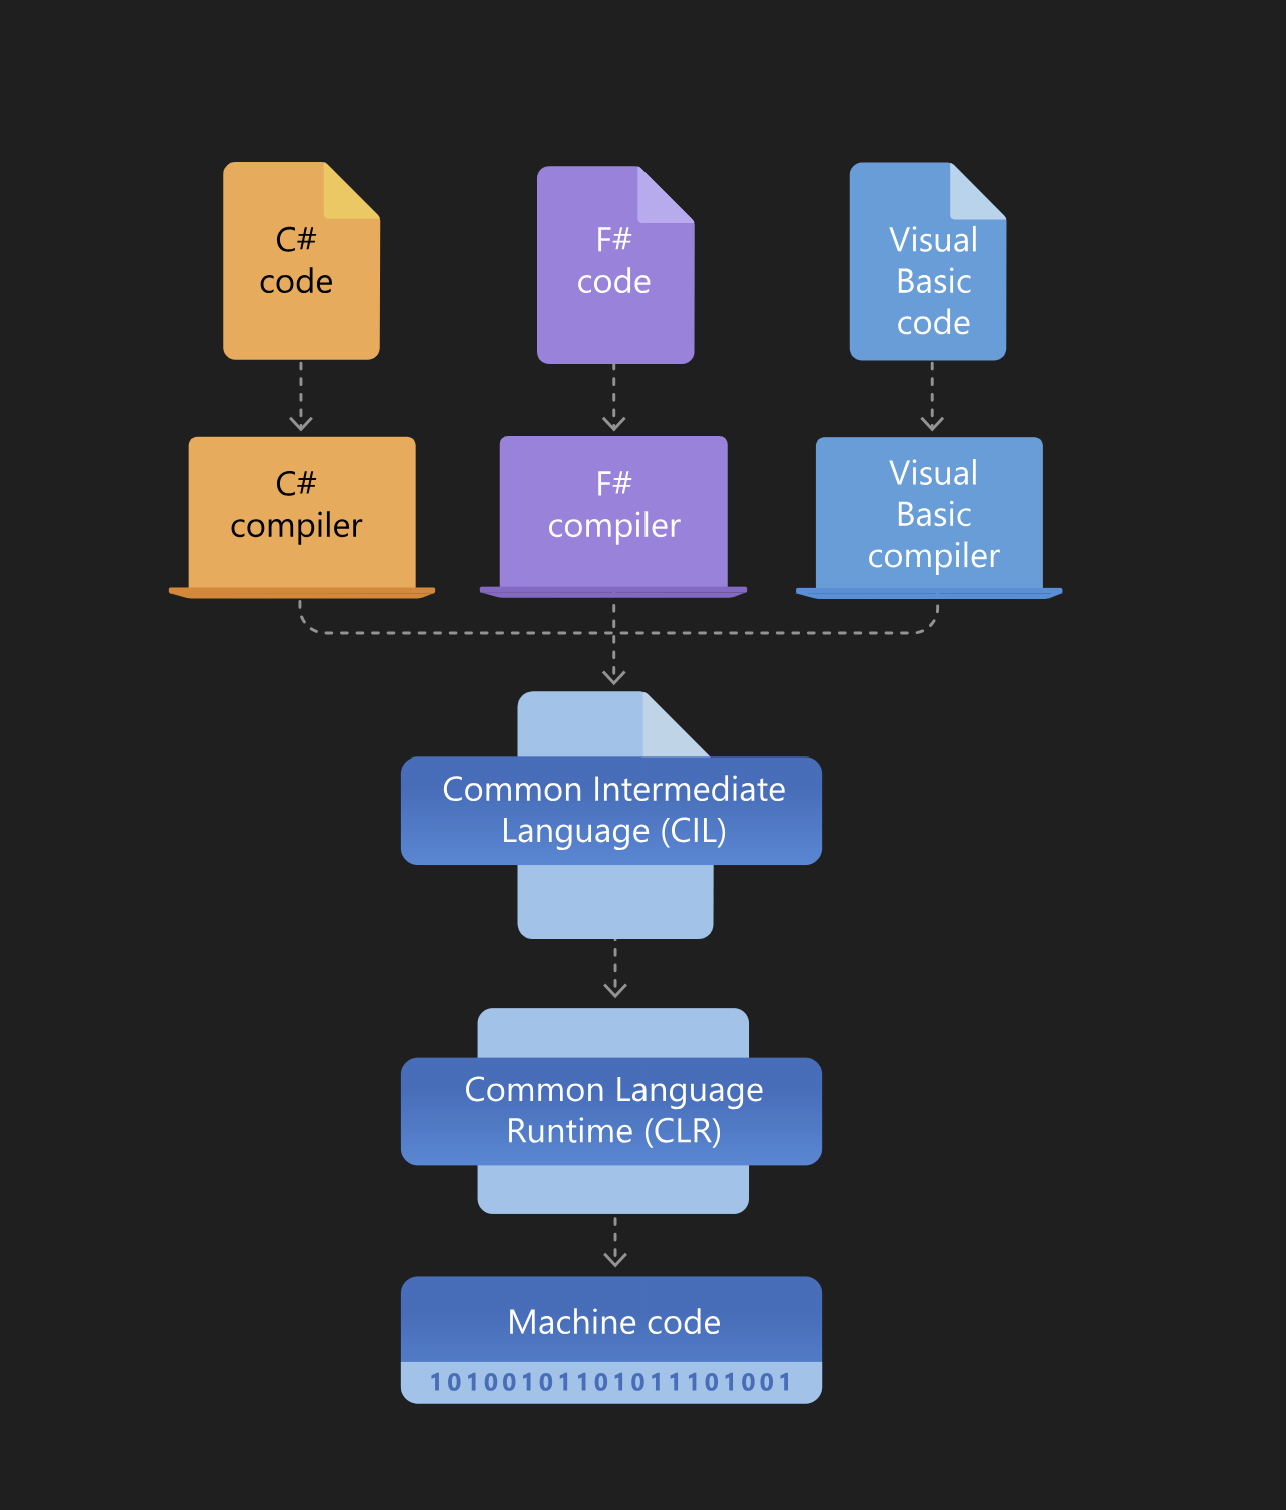 C#
code
F#
code
Visual
Basic
code
C#
compiler
F#
compiler
Visual
Basic
compiler
Common Intermediate
Language (CIL)
Common Language
Runtime (CLR)
Machine code
10100101101011101001